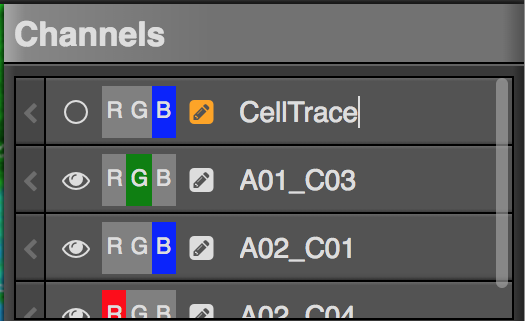 Channels
R G B CellTrace
R G B A01_C03
R G B A02_C01
R G B A02_C04